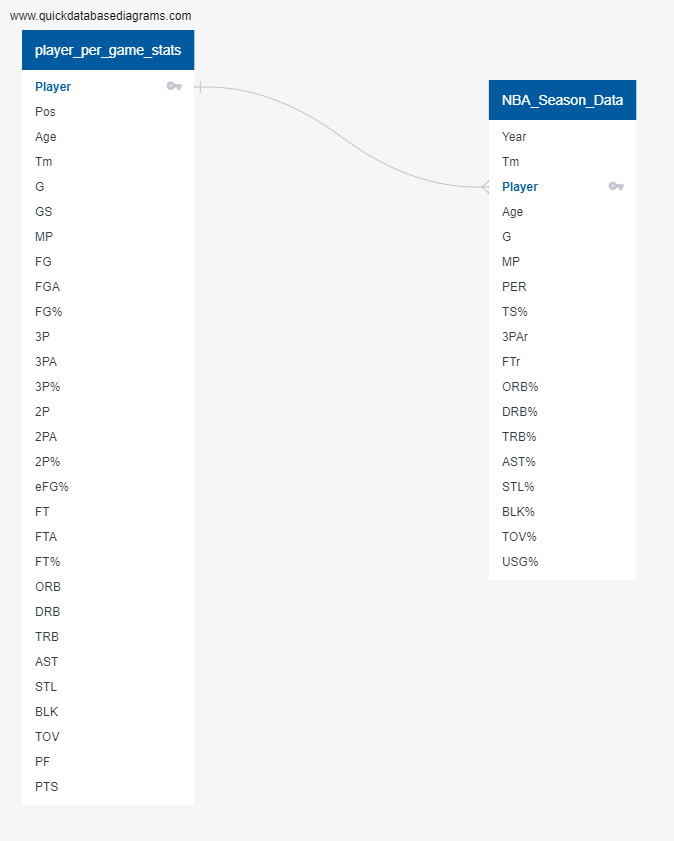 www.quickdatabasediagrams.com
player_per_game_stats
Player
Pos
Age
Tm
G
GS
MP
FG
FGA
FG%
3P
3PA
3P%
2P
2PA
2P%
eFG%
FT
FTA
FT%
ORB
DRB
TRB
AST
STL
BLK
TOV
PF
PTS
NBA_Season_Data
Year
Tm
Player
Age
G
MP
PER
TS%
3PAr
FTr
ORB%
DRB%
TRB%
AST%
STL%
BLK%
TOV%
USG%